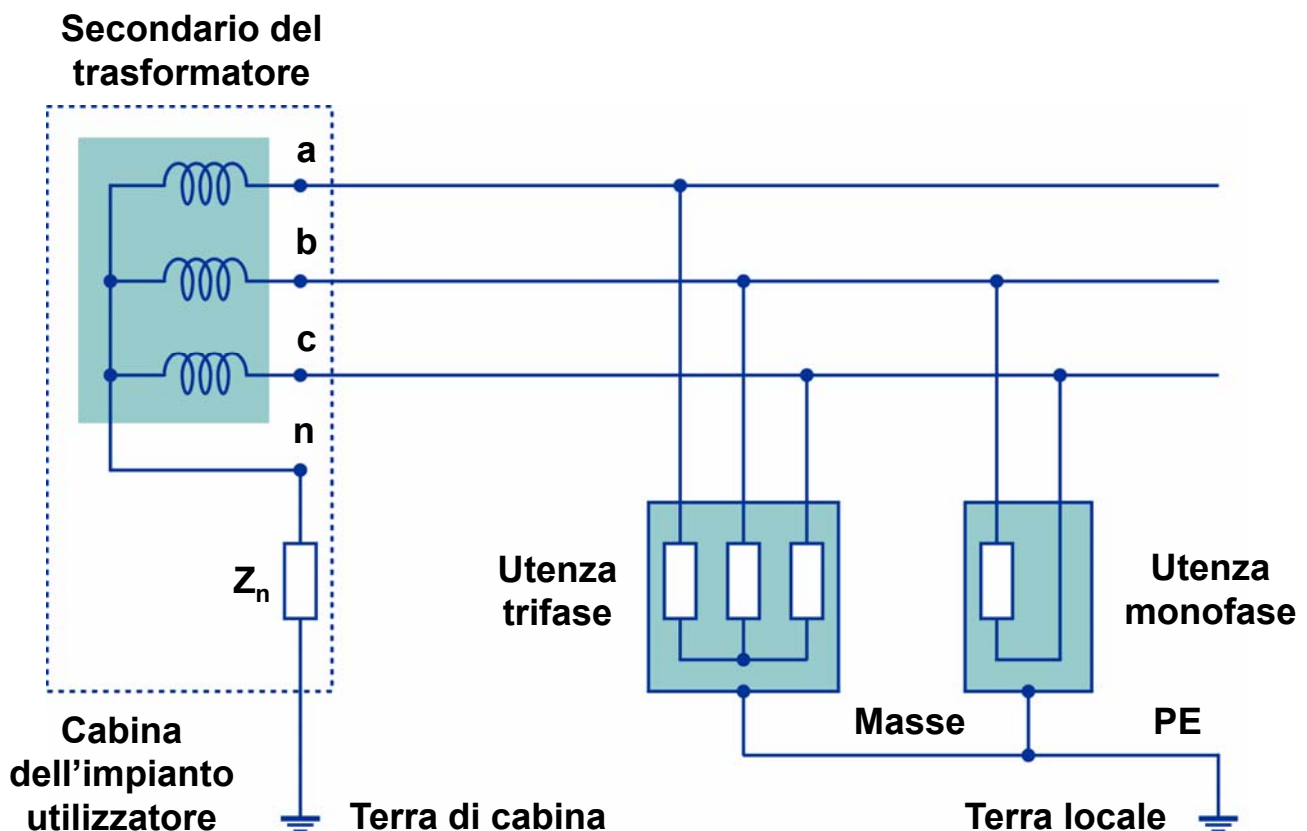 Secondario del
trasformatore
a
b
c
n
Zn
Utenza
trifase
Utenza
monofase
Masse
PE
Cabina
dell’impianto
utilizzatore
Terra di cabina
Terra locale